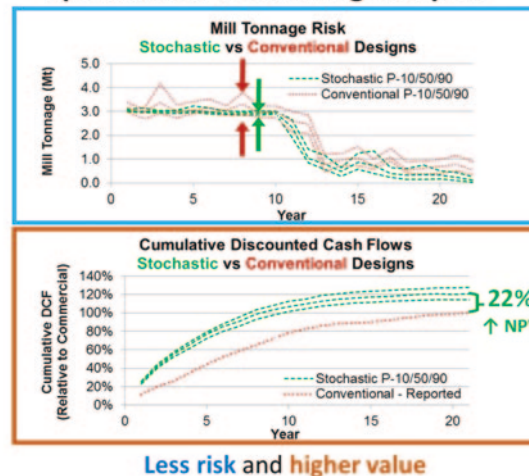 Mill Tonnage Risk
Stochastic vs Conventional Designs
Mill Tonnage (Mt)
5.0
4.0
3.0
2.0
1.0
0.0
Stochastic P-10/50/90
Conventional P-10/50/90
0 5 10 15 20
Year
Cumulative Discounted Cash Flows
Stochastic vs Conventional Designs
Cumulative DCF
(Relative to Commercial)
140%
120%
100%
80%
60%
40%
20%
0%
22%
↑ NPV
Stochastic P-10/50/90
Conventional - Reported
0 5 10 15 20
Year
Less risk and higher value